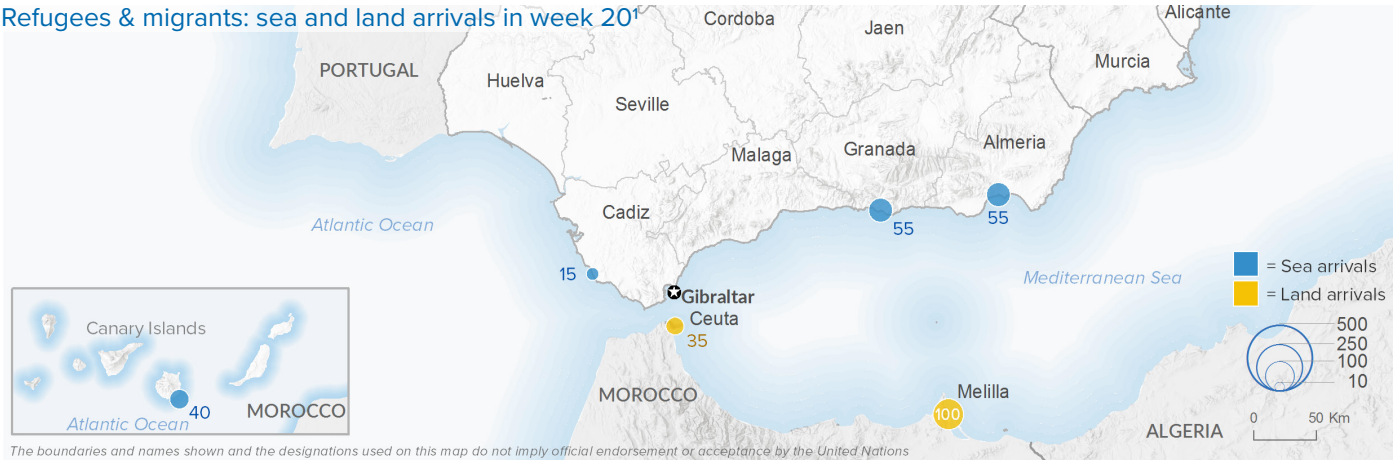 Refugees & migrants: sea and land arrivals in week 20¹
Cordoba
Jaen
Alicante
PORTUGAL
Huelva
Murcia
Seville
Malaga
Granada
Almeria
Cadiz
Atlantic Ocean
55
55
15
Mediterranean Sea
= Sea arrivals
= Land arrivals
Gibraltar
Ceuta
35
500
250
100
10
Canary Islands
40
MOROCCO
Atlantic Ocean
MOROCCO
Melilla
100
0 50 Km
ALGERIA
The boundaries and names shown and the designations used on this map do not imply official endorsement or acceptance by the United Nations